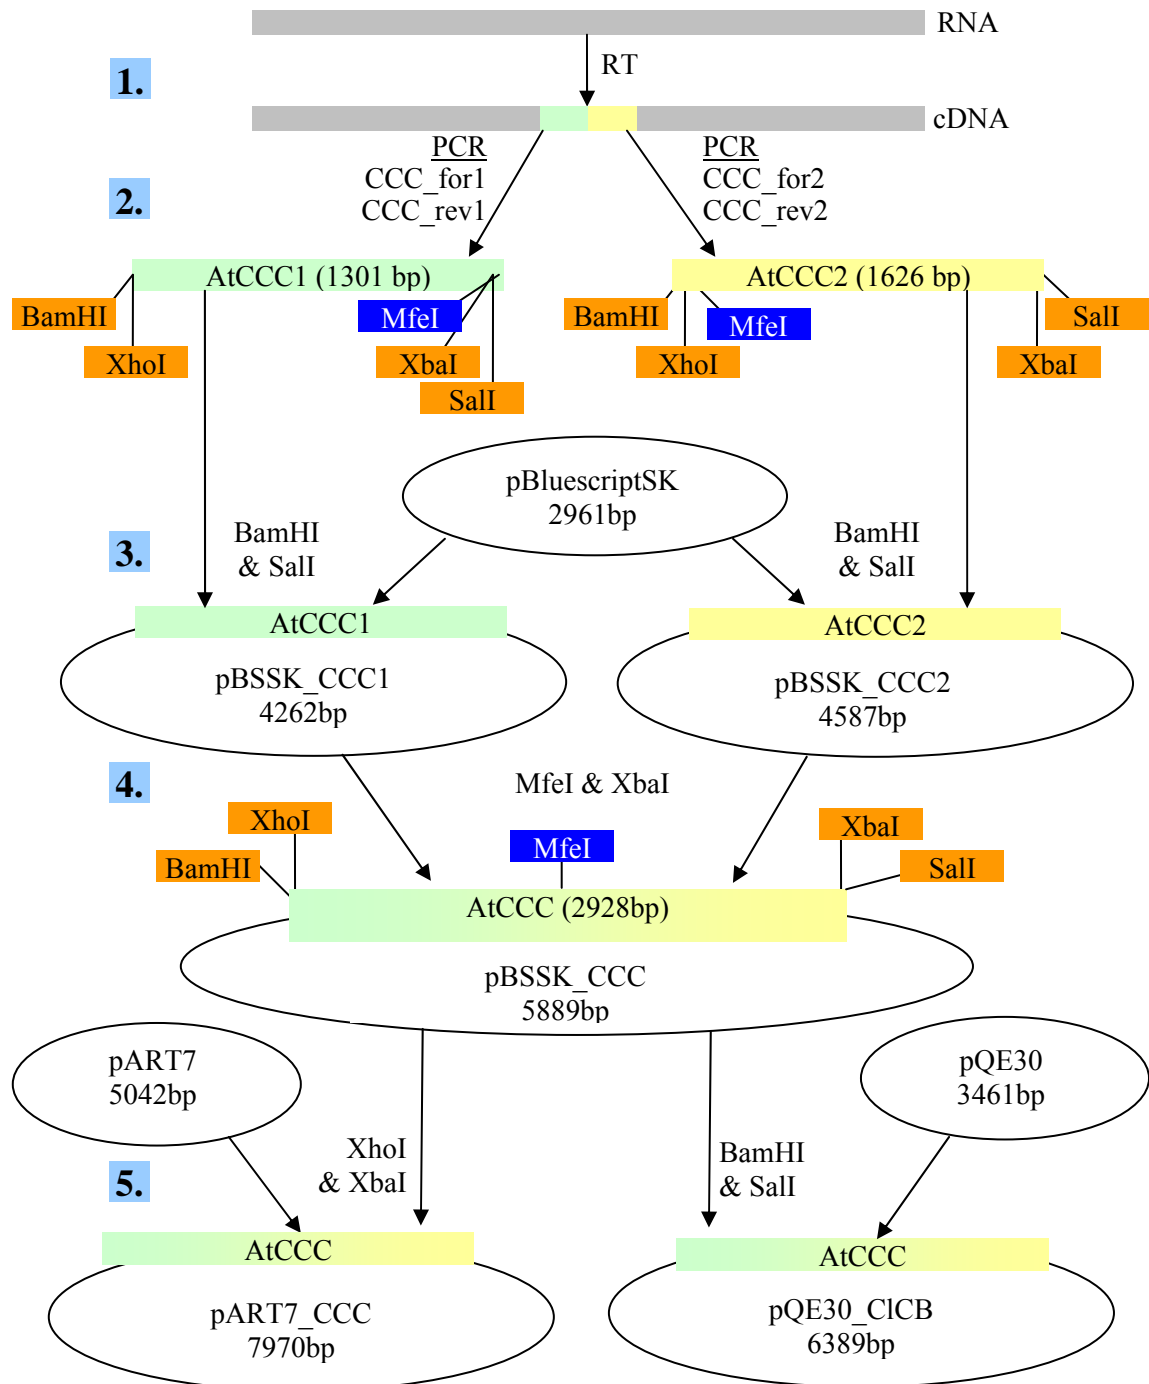 RNA
1.
RT
cDNA
PCR
CCC_for1
CCC_rev1
PCR
CCC_for2
CCC_rev2
2.
AtCCC1 (1301 bp)
BamHI
XhoI
MfeI
XbaI
SalI
AtCCC2 (1626 bp)
BamHI
XhoI
MfeI
SalI
XbaI
pBluescriptSK
2961bp
3.
BamHI
& SalI
BamHI
& SalI
AtCCC1
pBSSK_CCC1
4262bp
AtCCC2
pBSSK_CCC2
4587bp
4.
MfeI & XbaI
XhoI
BamHI
MfeI
XbaI
SalI
AtCCC (2928bp)
pBSSK_CCC
5889bp
pART7
5042bp
pQE30
3461bp
5.
XhoI
& XbaI
BamHI
& SalI
AtCCC
pART7_CCC
7970bp
AtCCC
pQE30_ClCB
6389bp